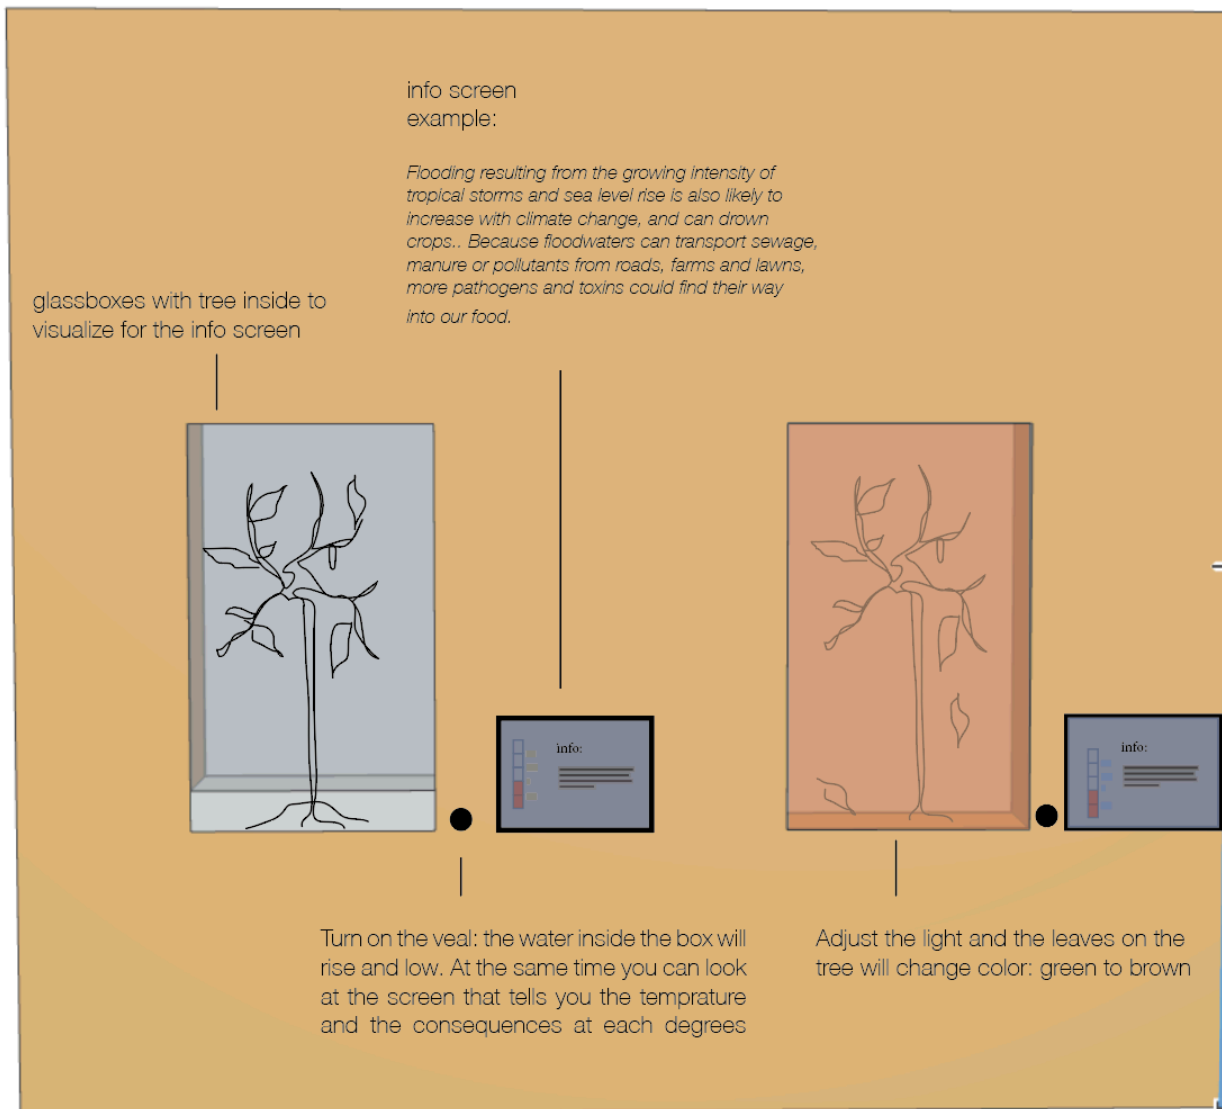 info screen
example:
Flooding resulting from the growing intensity of
tropical storms and sea level rise is also likely to
increase with climate change, and can drown
crops.. Because floodwaters can transport sewage,
manure or pollutants from roads, farms and lawns,
more pathogens and toxins could find their way
into our food.
glassboxes with tree inside to
visualize for the info screen
info:
info:
Turn on the veal: the water inside the box will
rise and low. At the same time you can look
at the screen that tells you the temprature
and the consequences at each degrees
Adjust the light and the leaves on the
tree will change color: green to brown